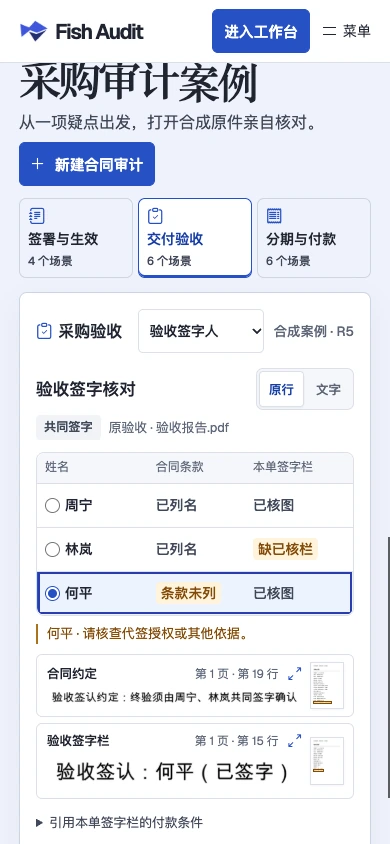 Fish Audit
进入工作台
菜单
采购审计案例
从一项疑点出发，打开合成原件亲自核对。
+ 新建合同审计
签署与生效
4 个场景
交付验收
6 个场景
分期与付款
6 个场景
采购验收
验收签字人
合成案例 · R5
验收签字核对
原行
文字
共同签字
原验收 · 验收报告.pdf
姓名 合同条款 本单签字栏
周宁 已列名 已核图
林岚 已列名 缺已核栏
何平 条款未列 已核图
何平 · 请核查代签授权或其他依据。
合同约定
第 1 页 · 第 19 行
验收签认约定：终验须由周宁、林岚共同签字确认
验收签字栏
第 1 页 · 第 15 行
验收签认：何平（已签字）
引用本单签字栏的付款条件